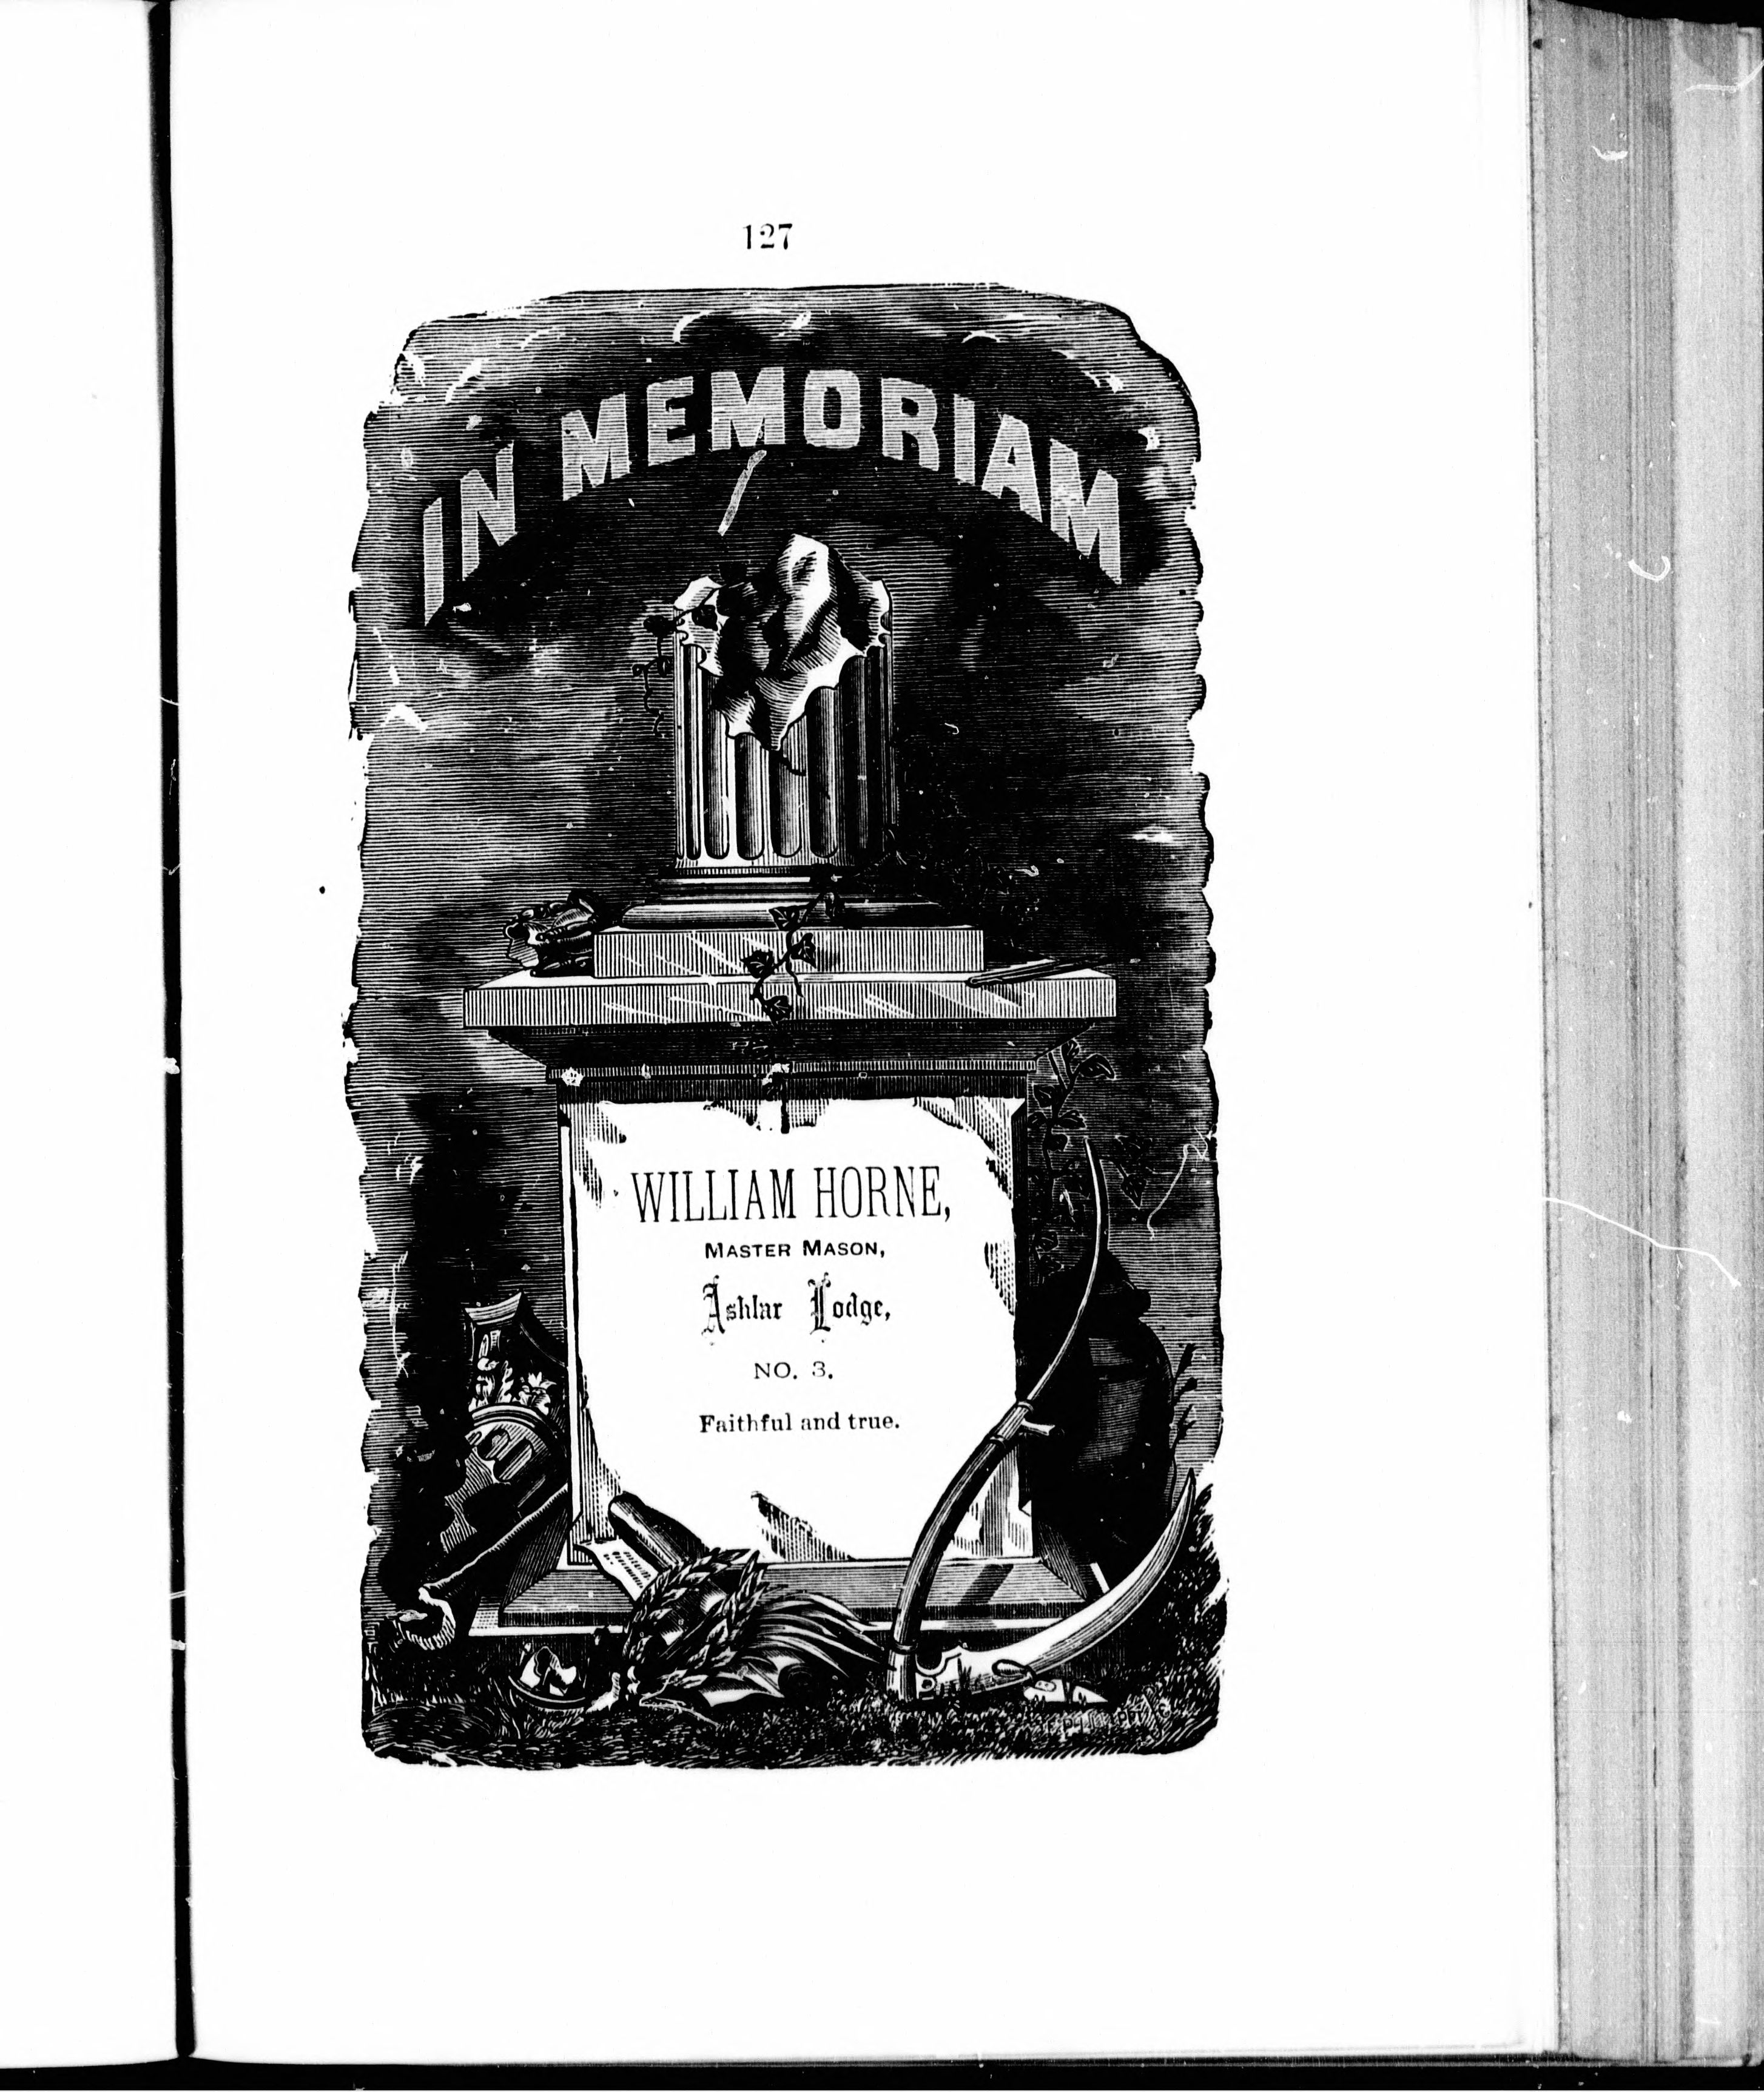 127
IN MEMORIAM
WILLIAM HORNE,
MASTER MASON,
Ashlar Lodge,
NO. 3.
Faithful and true.